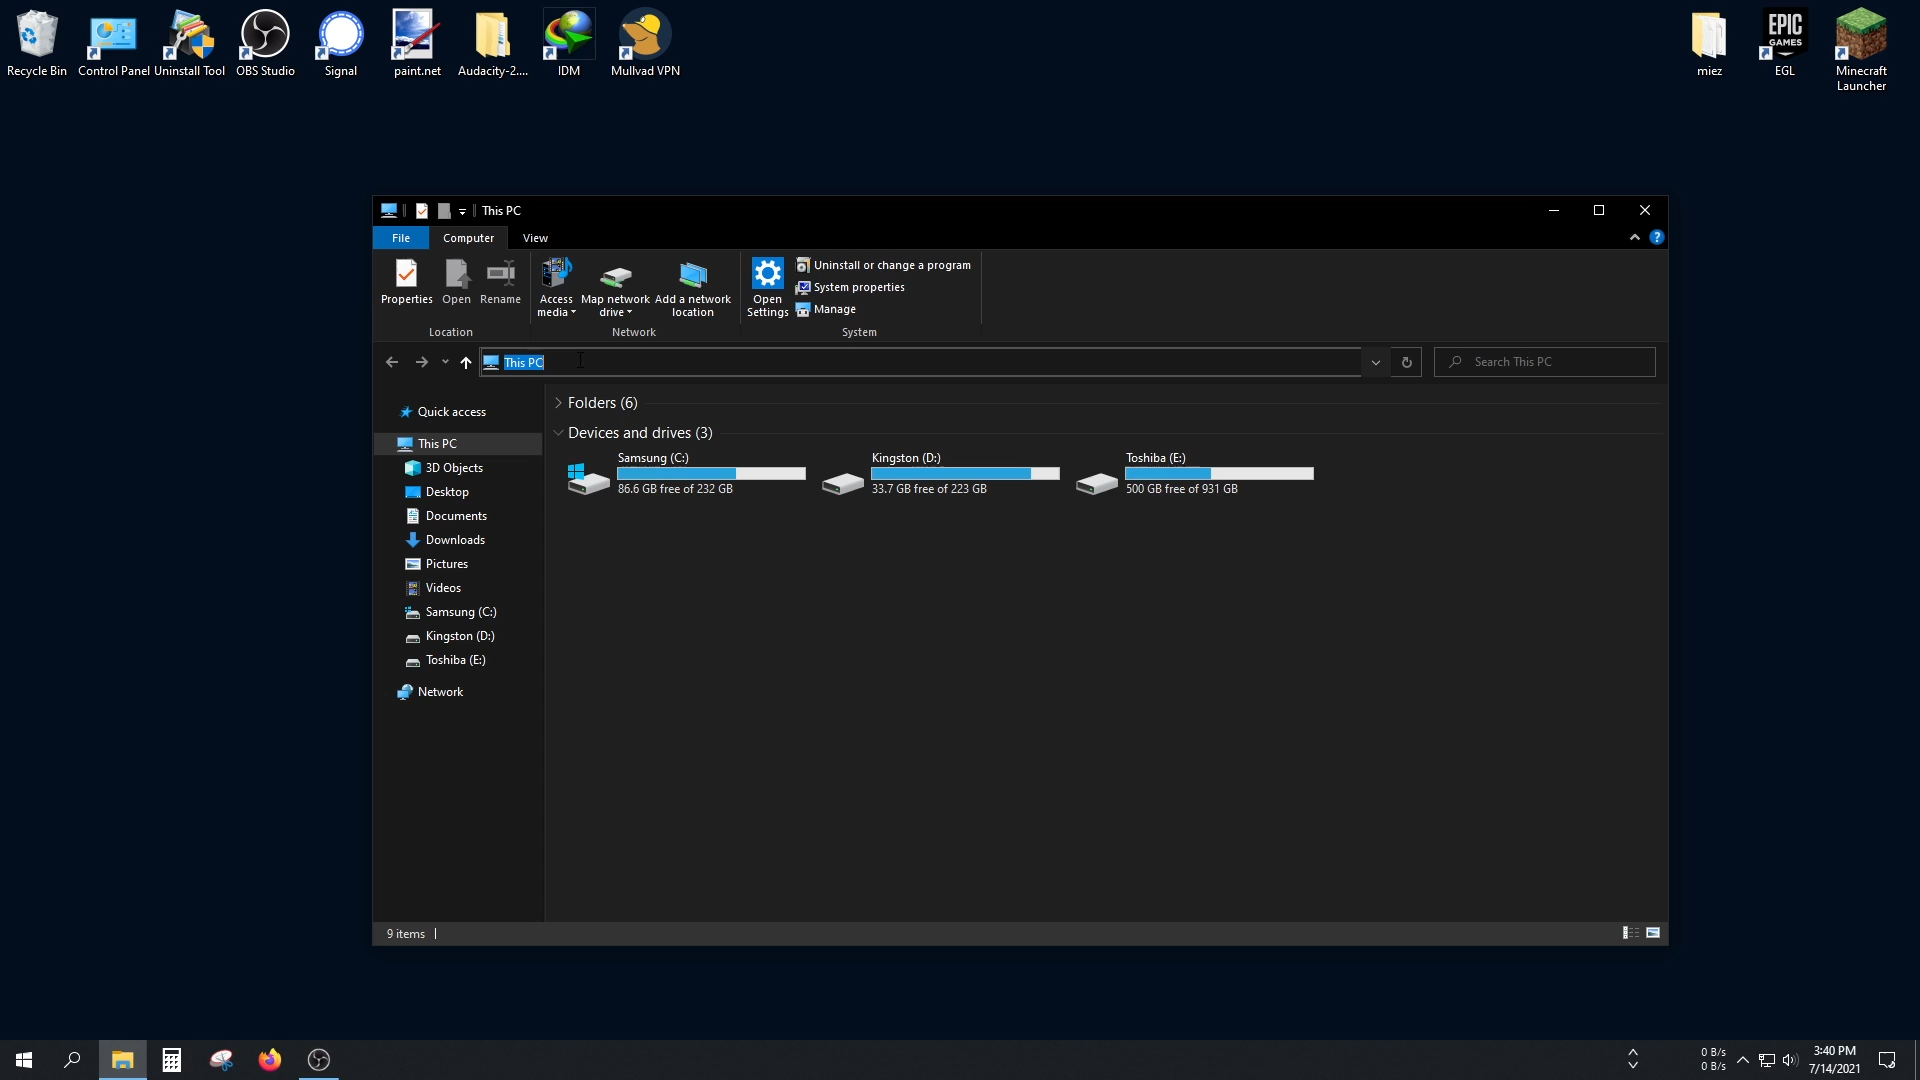 Recycle Bin
Control Panel
Uninstall Tool
OBS Studio
Signal
paint.net
Audacity-2....
IDM
Mullvad VPN
miez
EPIC
GAMES
EGL
Minecraft
Launcher
This PC
File
Computer
View
?
Properties
Open
Rename
Access
media
Map network
drive
Add a network
location
Open
Settings
Uninstall or change a program
System properties
Manage
Location
Network
System
This PC
Search This PC
Quick access
This PC
3D Objects
Desktop
Documents
Downloads
Pictures
Videos
Samsung (C:)
Kingston (D:)
Toshiba (E:)
Network
Folders (6)
Devices and drives (3)
Samsung (C:)
86.6 GB free of 232 GB
Kingston (D:)
33.7 GB free of 223 GB
Toshiba (E:)
500 GB free of 931 GB
9 items
0 B/s
0 B/s
3:40 PM
7/14/2021